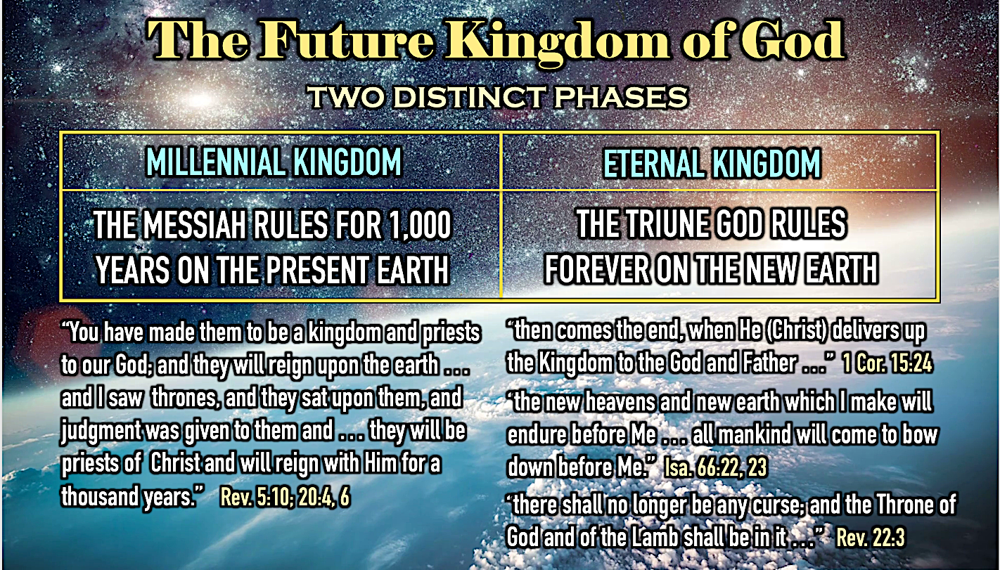 The Future Kingdom of God
TWO DISTINCT PHASES
MILLENNIAL KINGDOM
THE MESSIAH RULES FOR 1,000
YEARS ON THE PRESENT EARTH
ETERNAL KINGDOM
THE TRIUNE GOD RULES
FOREVER ON THE NEW EARTH
“You have made them to be a kingdom and priests
to our God; and they will reign upon the earth . . .
and I saw thrones, and they sat upon them, and
judgment was given to them and . . . they will be
priests of Christ and will reign with Him for a
thousand years.” Rev. 5:10; 20:4, 6
“then comes the end, when He (Christ) delivers up
the Kingdom to the God and Father . . .” 1 Cor. 15:24
“the new heavens and new earth which I make will
endure before Me . . . all mankind will come to bow
down before Me.” Isa. 66:22, 23
“there shall no longer be any curse; and the Throne of
God and of the Lamb shall be in it . . .” Rev. 22:3